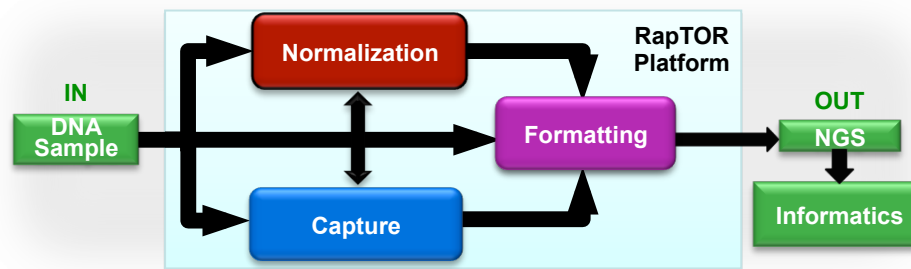 Normalization
RapTOR
Platform
IN
DNA
Sample
Formatting
OUT
NGS
Capture
Informatics